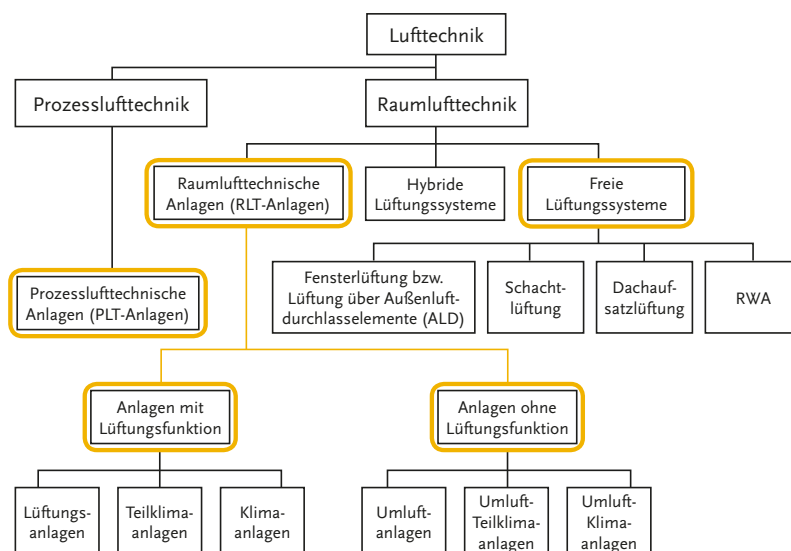 Lufttechnik
Prozesslufttechnik
Raumlufttechnik
Raumlufttechnische
Anlagen (RLT-Anlagen)
Hybride
Lüftungssysteme
Freie
Lüftungssysteme
Prozesslufttechnische
Anlagen (PLT-Anlagen)
Fensterlüftung bzw.
Lüftung über Außenluft-
durchlasselemente (ALD)
Schacht-
lüftung
Dachauf-
satzlüftung
RWA
Anlagen mit
Lüftungsfunktion
Anlagen ohne
Lüftungsfunktion
Lüftungs-
anlagen
Teilklima-
anlagen
Klima-
anlagen
Umluft-
anlagen
Umluft-
Teilklima-
anlagen
Umluft-
Klima-
anlagen